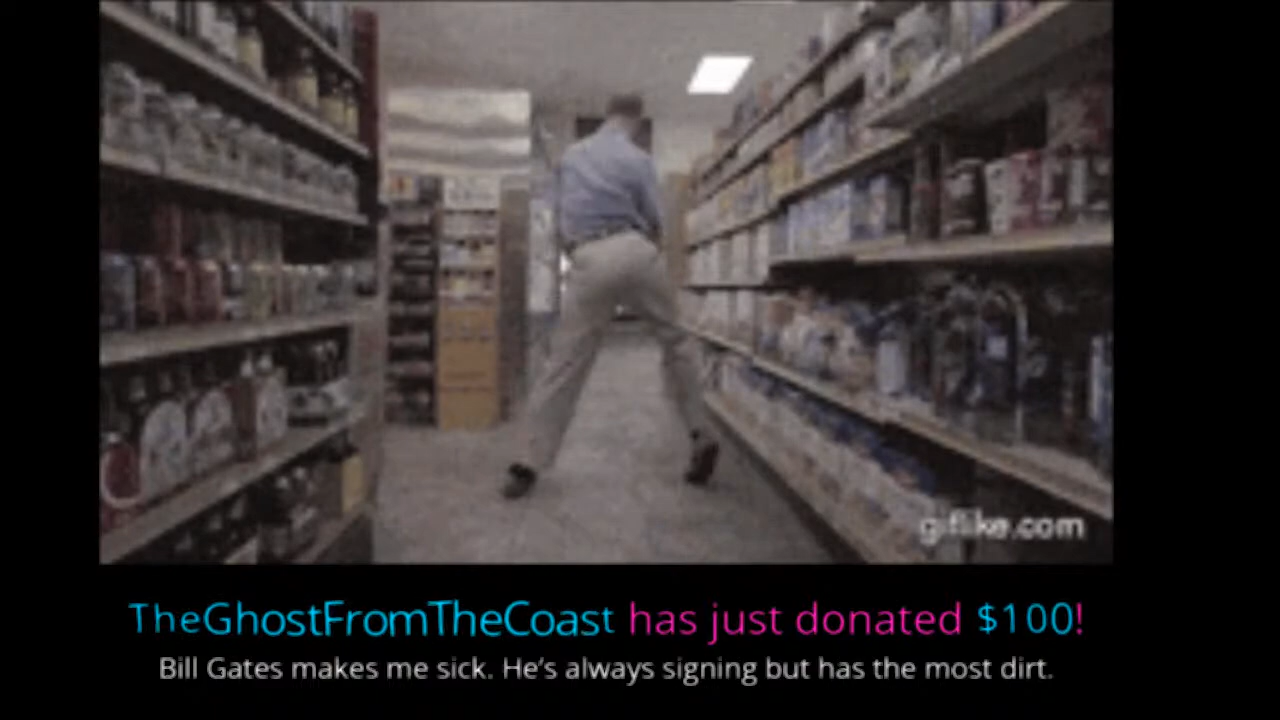 giflike.com
TheGhostFromTheCoast has just donated $100!
Bill Gates makes me sick. He's always signing but has the most dirt.